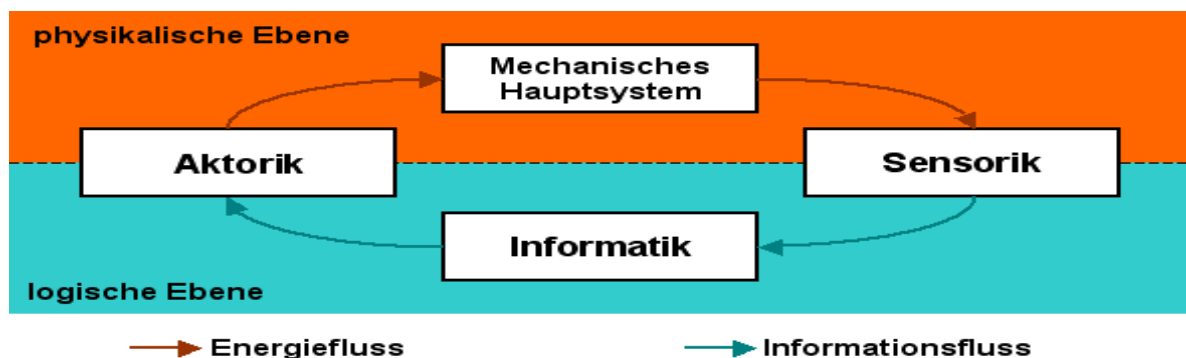 physikalische Ebene
Mechanisches
Hauptsystem
Aktorik
Sensorik
Informatik
logische Ebene
Energiefluss
Informationsfluss